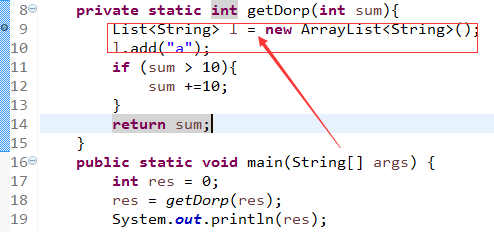 8 private static int getDorp(int sum){
9 List<String> l = new ArrayList<String>();
10 l.add("a");
11 if (sum > 10){
12 sum +=10;
13 }
14 return sum;
15 }
16 public static void main(String[] args) {
17 int res = 0;
18 res = getDorp(res);
19 System.out.println(res);